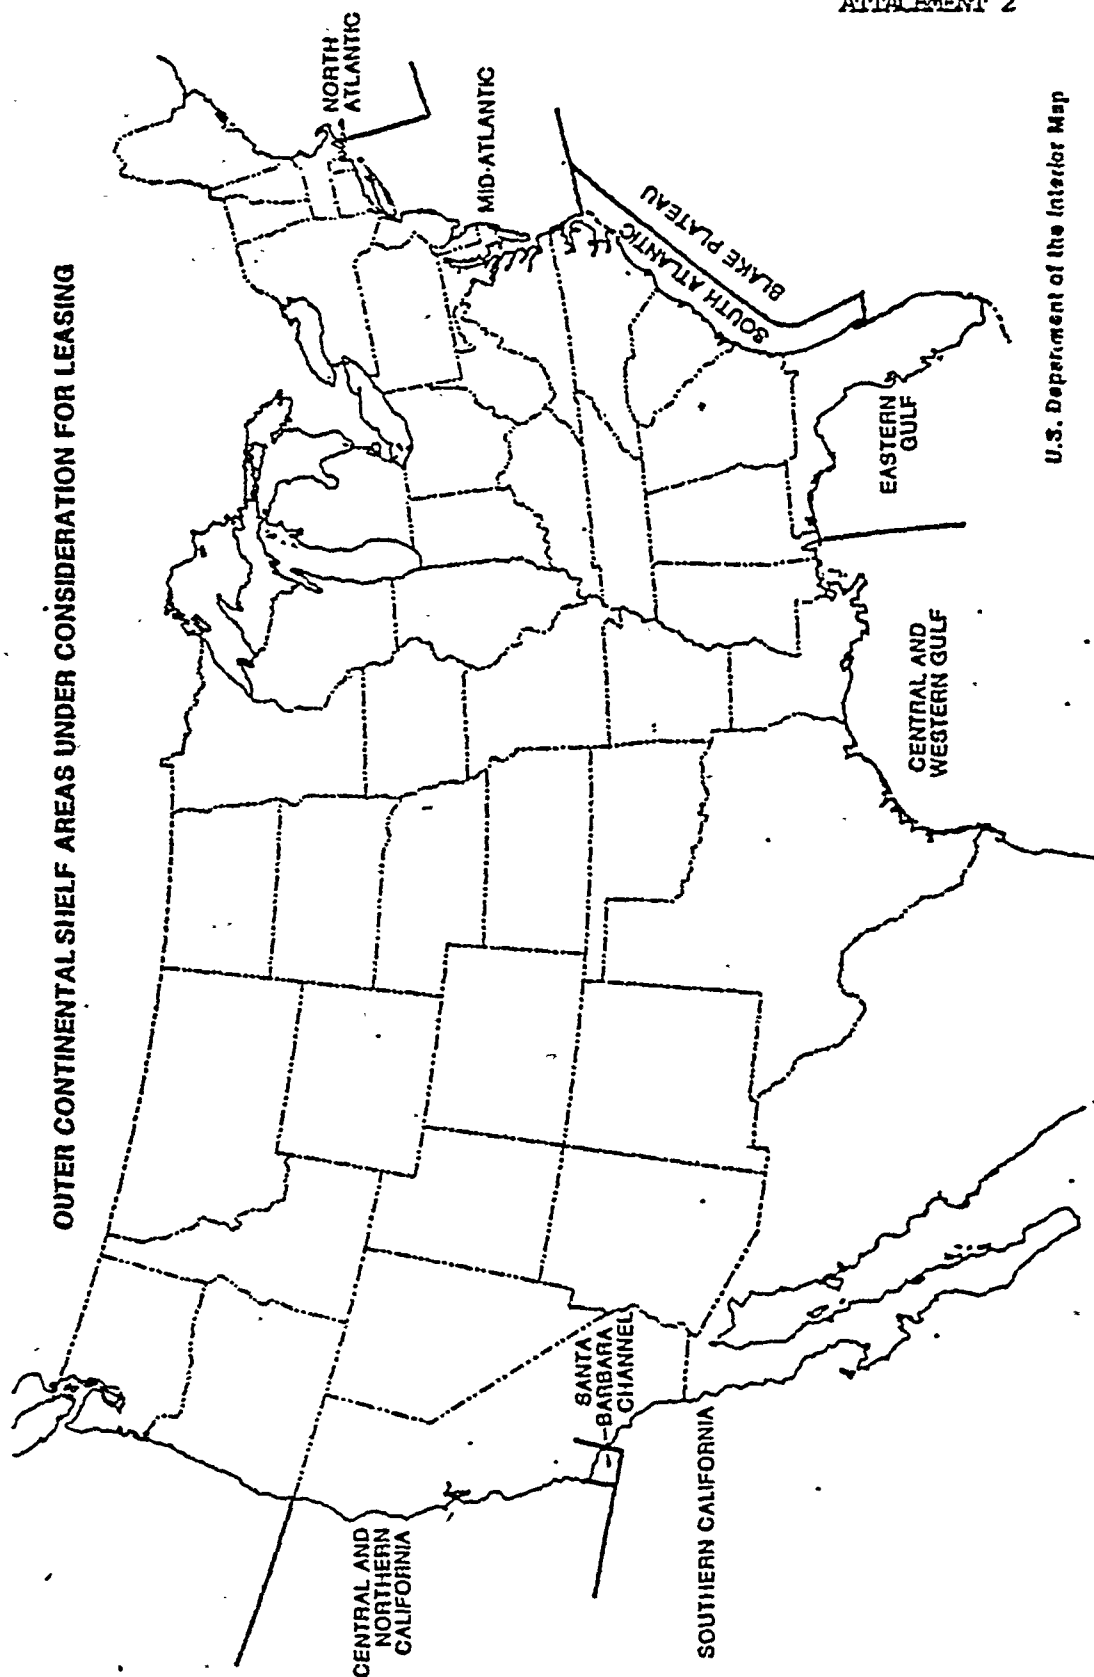 ATTACHMENT 2
OUTER CONTINENTAL SHELF AREAS UNDER CONSIDERATION FOR LEASING
NORTH
ATLANTIC
MID-ATLANTIC
SOUTH ATLANTIC
BLAKE PLATEAU
EASTERN
GULF
CENTRAL AND
WESTERN GULF
SANTA
BARBARA
CHANNEL
CENTRAL AND
NORTHERN
CALIFORNIA
SOUTHERN CALIFORNIA
U.S. Department of the Interior Map